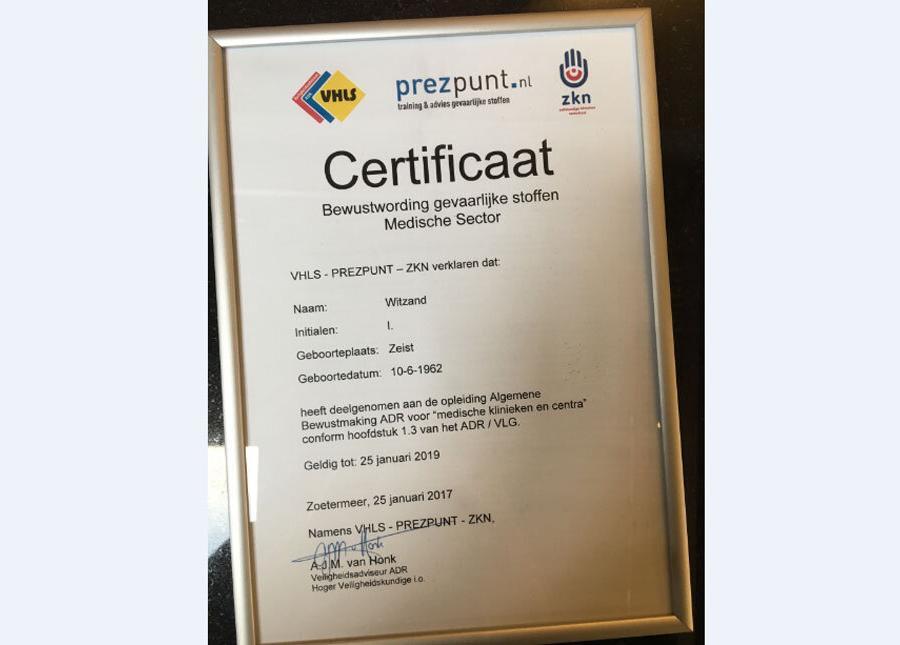 VHLS
prezpunt.nl
training & advies gevaarlijke stoffen
zkn
Certificaat
Bewustwording gevaarlijke stoffen
Medische Sector
VHLS - PREZPUNT – ZKN verklaren dat:
Naam: Witzand
Initialen: I.
Geboorteplaats: Zeist
Geboortedatum: 10-6-1962
heeft deelgenomen aan de opleiding Algemene
Bewustmaking ADR voor "medische klinieken en centra"
conform hoofdstuk 1.3 van het ADR / VLG.
Geldig tot: 25 januari 2019
Zoetermeer, 25 januari 2017
Namens VHLS - PREZPUNT - ZKN,
A.J.M. van Honk
Veiligheidsadviseur ADR
Hoger Veiligheidskundige i.o.